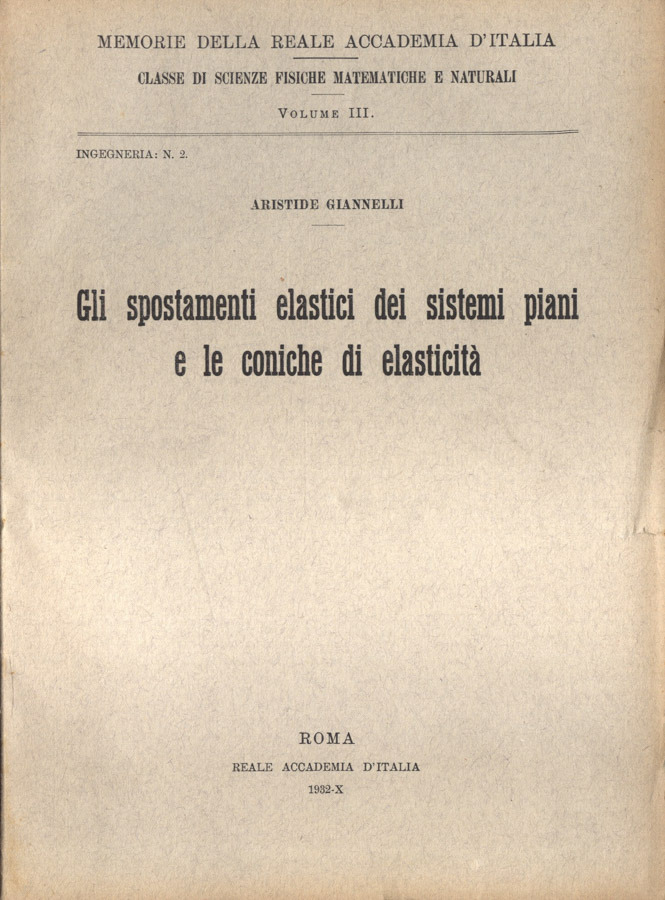 MEMORIE DELLA REALE ACCADEMIA D'ITALIA
CLASSE DI SCIENZE FISICHE MATEMATICHE E NATURALI
VOLUME III.
INGEGNERIA: N. 2.
ARISTIDE GIANNELLI
Gli spostamenti elastici dei sistemi piani
e le coniche di elasticità
ROMA
REALE ACCADEMIA D'ITALIA
1932-X